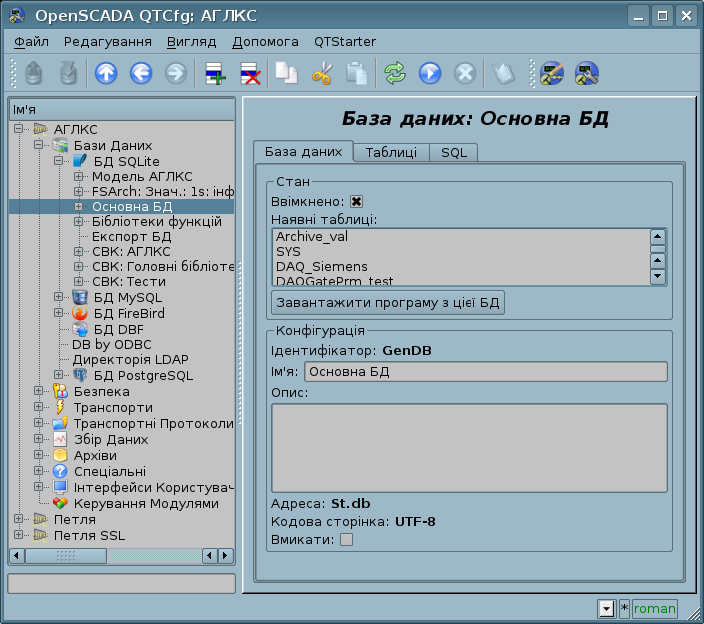 OpenSCADA QTCfg: АГЛКС
Файл Редагування Вигляд Допомога QTStarter
Ім'я
АГЛКС
Бази Даних
БД SQLite
Модель АГЛКС
FSArch: Знач.: 1s: інф
Основна БД
Бібліотеки функцій
Експорт БД
СВК: АГЛКС
СВК: Головні бібліоте
СВК: Тести
БД MySQL
БД FireBird
БД DBF
DB by ODBC
Директорія LDAP
БД PostgreSQL
Безпека
Транспорти
Транспортні Протоколи
Збір Даних
Архіви
Спеціальні
Інтерфейси Користувач
Керування Модулями
Петля
Петля SSL
База даних: Основна БД
База даних Таблиці SQL
Стан
Ввімкнено:
Наявні таблиці:
Archive_val
SYS
DAQ_Siemens
DAQGatePrm_test
Завантажити програму з цієї БД
Конфігурація
Ідентифікатор: GenDB
Ім'я: Основна БД
Опис:
Адреса: St.db
Кодова сторінка: UTF-8
Вмикати:
* roman